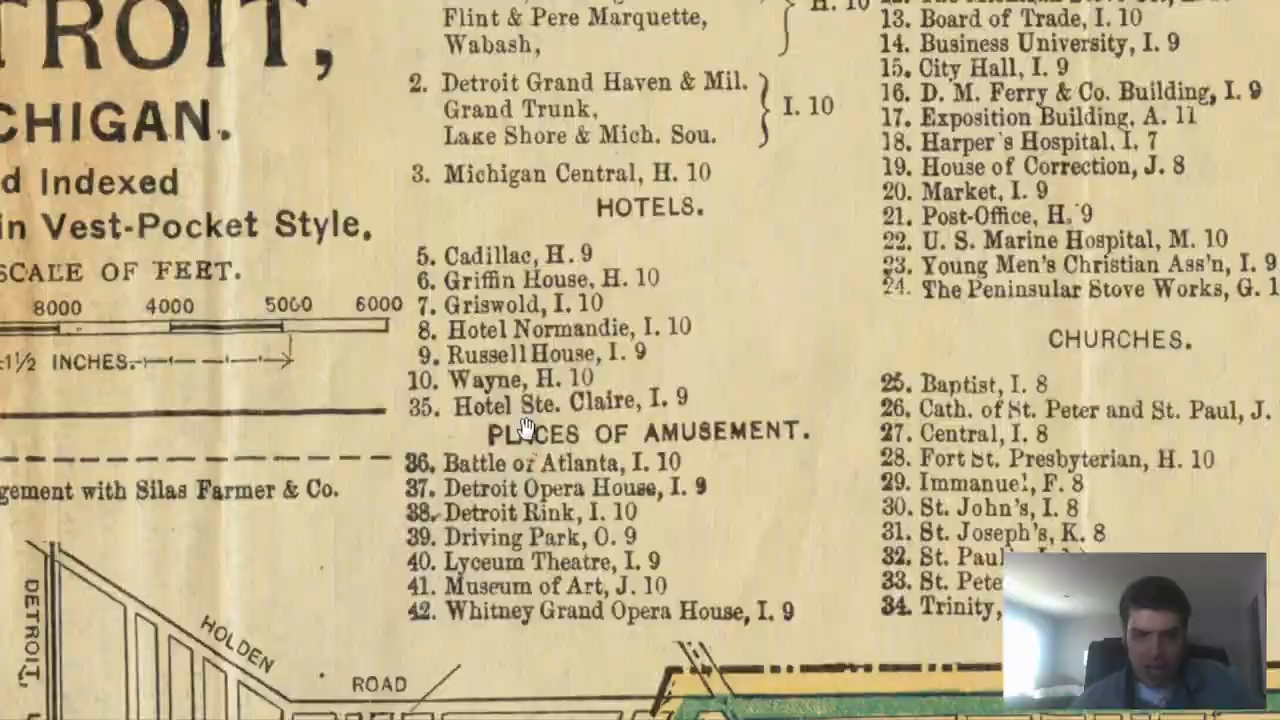 TROIT,
CHIGAN.
d Indexed
in Vest-Pocket Style.
SCALE OF FEET.
8000 4000 5000 6000
1½ INCHES.
gement with Silas Farmer & Co.
DETROIT,
HOLDEN
ROAD
Flint & Pere Marquette,
Wabash,
H. 10
2. Detroit Grand Haven & Mil.
Grand Trunk,
Lake Shore & Mich. Sou.
I. 10
3. Michigan Central, H. 10
HOTELS.
5. Cadillac, H. 9
6. Griffin House, H. 10
7. Griswold, I. 10
8. Hotel Normandie, I. 10
9. Russell House, I. 9
10. Wayne, H. 10
35. Hotel Ste. Claire, I. 9
PLACES OF AMUSEMENT.
36. Battle of Atlanta, I. 10
37. Detroit Opera House, I. 9
38. Detroit Rink, I. 10
39. Driving Park, O. 9
40. Lyceum Theatre, I. 9
41. Museum of Art, J. 10
42. Whitney Grand Opera House, I. 9
13. Board of Trade, I. 10
14. Business University, I. 9
15. City Hall, I. 9
16. D. M. Ferry & Co. Building, I. 9
17. Exposition Building, A. 11
18. Harper's Hospital, I. 7
19. House of Correction, J. 8
20. Market, I. 9
21. Post-Office, H. 9
22. U. S. Marine Hospital, M. 10
23. Young Men's Christian Ass'n, I. 9
24. The Peninsular Stove Works, G. 1
CHURCHES.
25. Baptist, I. 8
26. Cath. of St. Peter and St. Paul, J.
27. Central, I. 8
28. Fort St. Presbyterian, H. 10
29. Immanuel, F. 8
30. St. John's, I. 8
31. St. Joseph's, K. 8
32. St. Paul
33. St. Pete
34. Trinity,